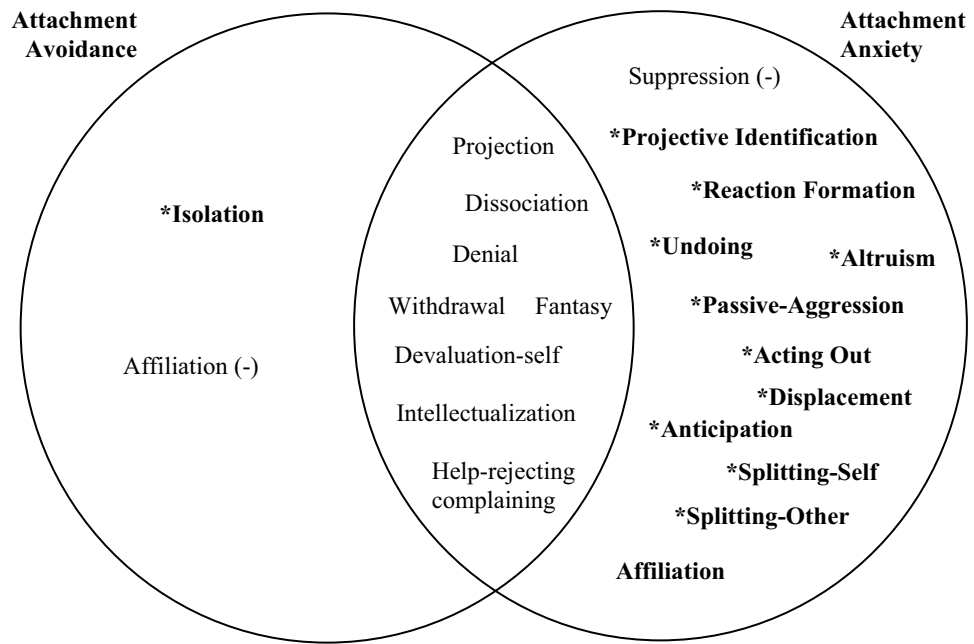 Attachment
Avoidance
Attachment
Anxiety
Suppression (-)
Projection
*Projective Identification
*Isolation
Dissociation
*Reaction Formation
Denial
*Undoing
*Altruism
Withdrawal Fantasy
*Passive-Aggression
Affiliation (-)
Devaluation-self
*Acting Out
*Displacement
Intellectualization
*Anticipation
Help-rejecting
complaining
*Splitting-Self
*Splitting-Other
Affiliation